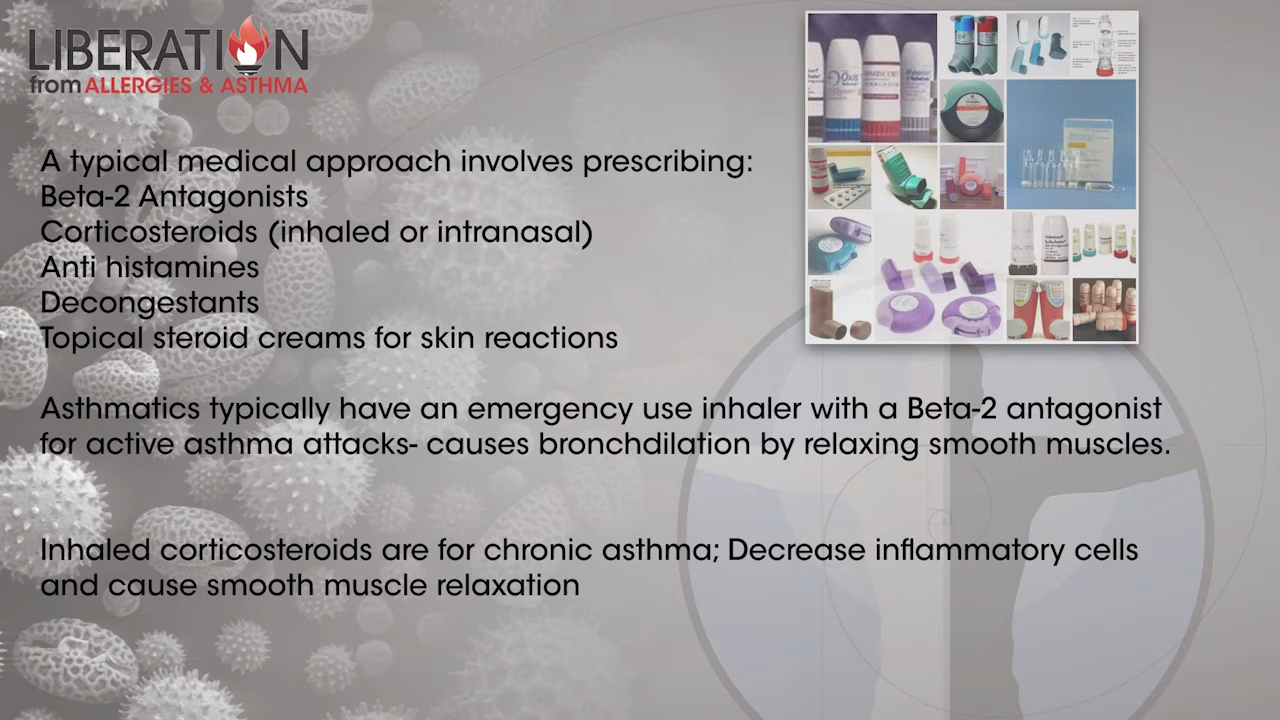 LIBERATION
from ALLERGIES & ASTHMA
A typical medical approach involves prescribing:
Beta-2 Antagonists
Corticosteroids (inhaled or intranasal)
Anti histamines
Decongestants
Topical steroid creams for skin reactions
Asthmatics typically have an emergency use inhaler with a Beta-2 antagonist
for active asthma attacks- causes bronchdilation by relaxing smooth muscles.
Inhaled corticosteroids are for chronic asthma; Decrease inflammatory cells
and cause smooth muscle relaxation